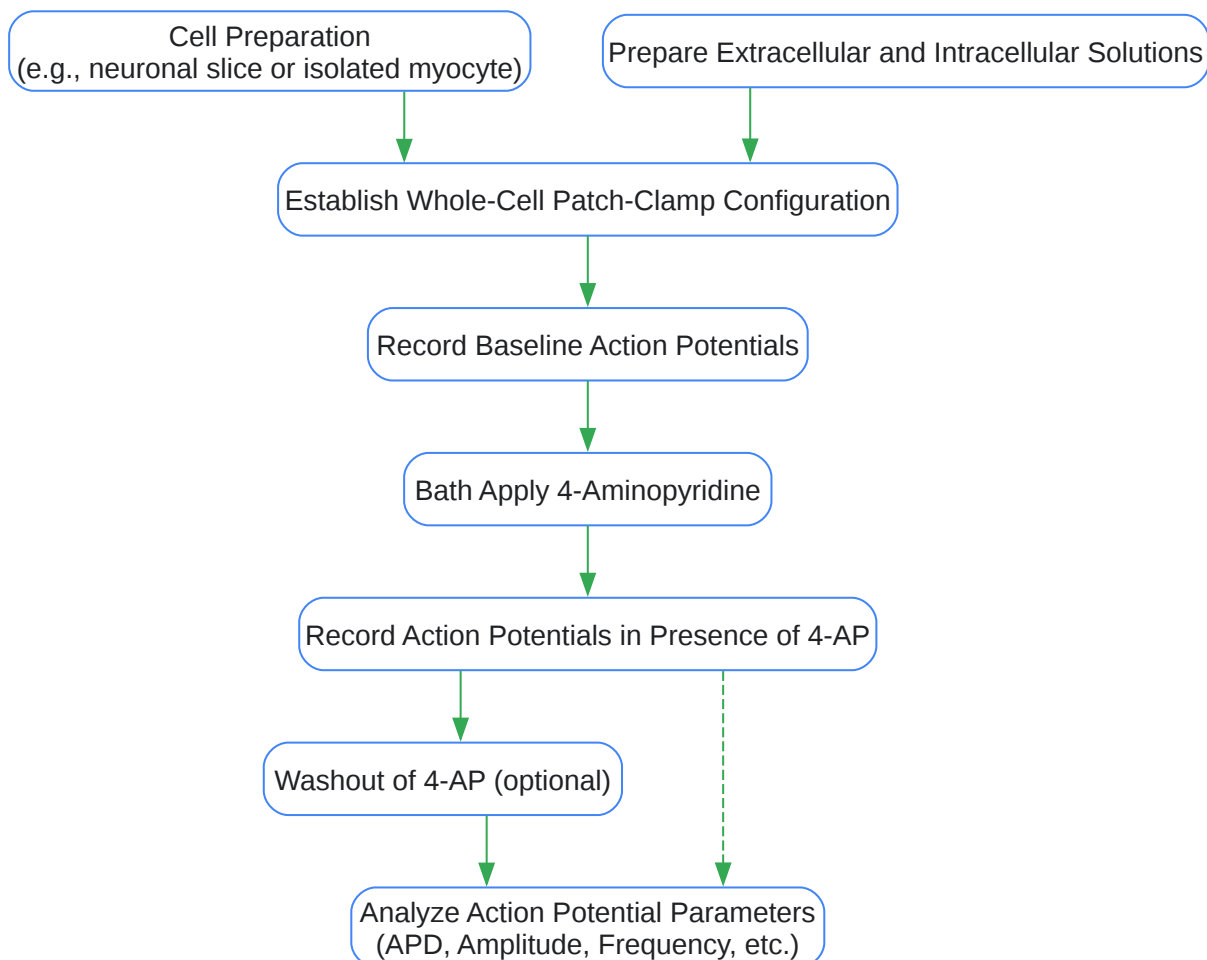 Cell Preparation
(e.g., neuronal slice or isolated myocyte)
Prepare Extracellular and Intracellular Solutions
Establish Whole-Cell Patch-Clamp Configuration
Record Baseline Action Potentials
Bath Apply 4-Aminopyridine
Record Action Potentials in Presence of 4-AP
Washout of 4-AP (optional)
Analyze Action Potential Parameters
(APD, Amplitude, Frequency, etc.)